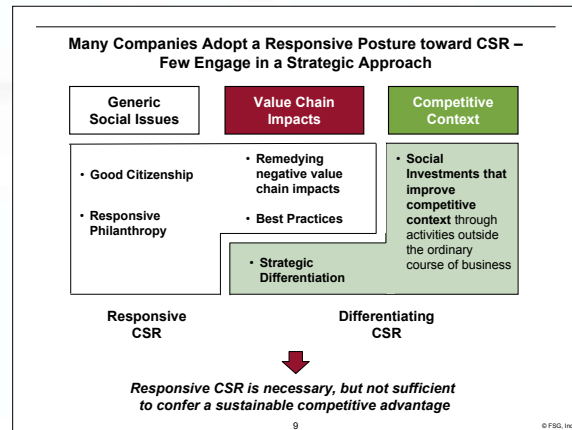 Many Companies Adopt a Responsive Posture toward CSR –
Few Engage in a Strategic Approach
Generic
Social Issues
Value Chain
Impacts
Competitive
Context
• Good Citizenship
• Responsive
Philanthropy
• Remedying
negative value
chain impacts
• Best Practices
• Strategic
Differentiation
• Social
Investments that
improve
competitive
context through
activities outside
the ordinary
course of business
Responsive
CSR
Differentiating
CSR
Responsive CSR is necessary, but not sufficient
to confer a sustainable competitive advantage
9
© FSG, Inc